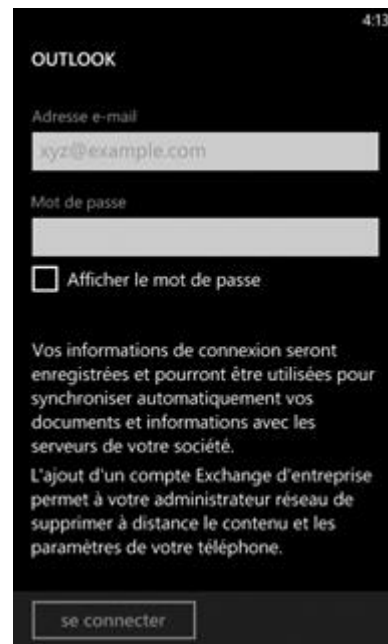 4:13
OUTLOOK
Adresse e-mail
xyz@example.com
Mot de passe
Afficher le mot de passe
Vos informations de connexion seront
enregistrées et pourront être utilisées pour
synchroniser automatiquement vos
documents et informations avec les
serveurs de votre société.
L'ajout d'un compte Exchange d'entreprise
permet à votre administrateur réseau de
supprimer à distance le contenu et les
paramètres de votre téléphone.
se connecter